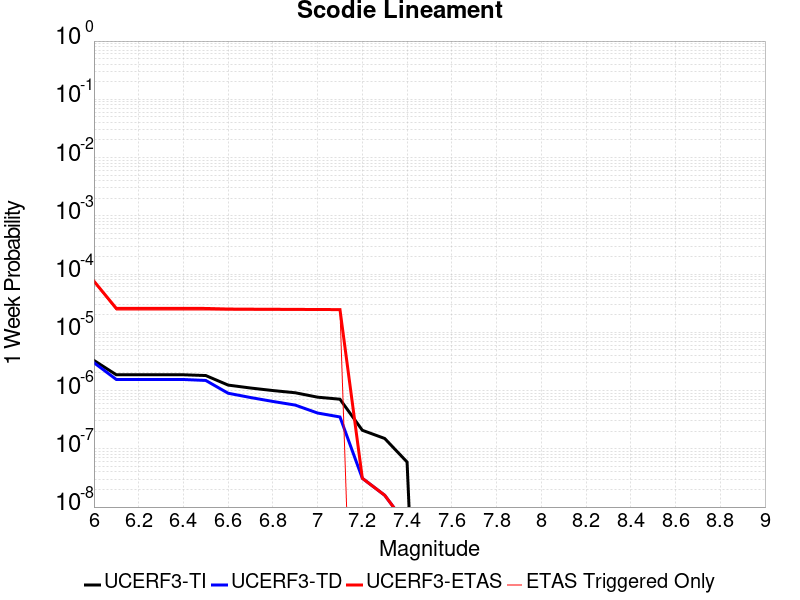 Scodie Lineament
10 0
10 -1
10 -2
10 -3
10 -4
10 -5
10 -6
10 -7
10 -8
1 Week Probability
6 6.2 6.4 6.6 6.8 7 7.2 7.4 7.6 7.8 8 8.2 8.4 8.6 8.8 9
Magnitude
UCERF3-TI UCERF3-TD UCERF3-ETAS ETAS Triggered Only